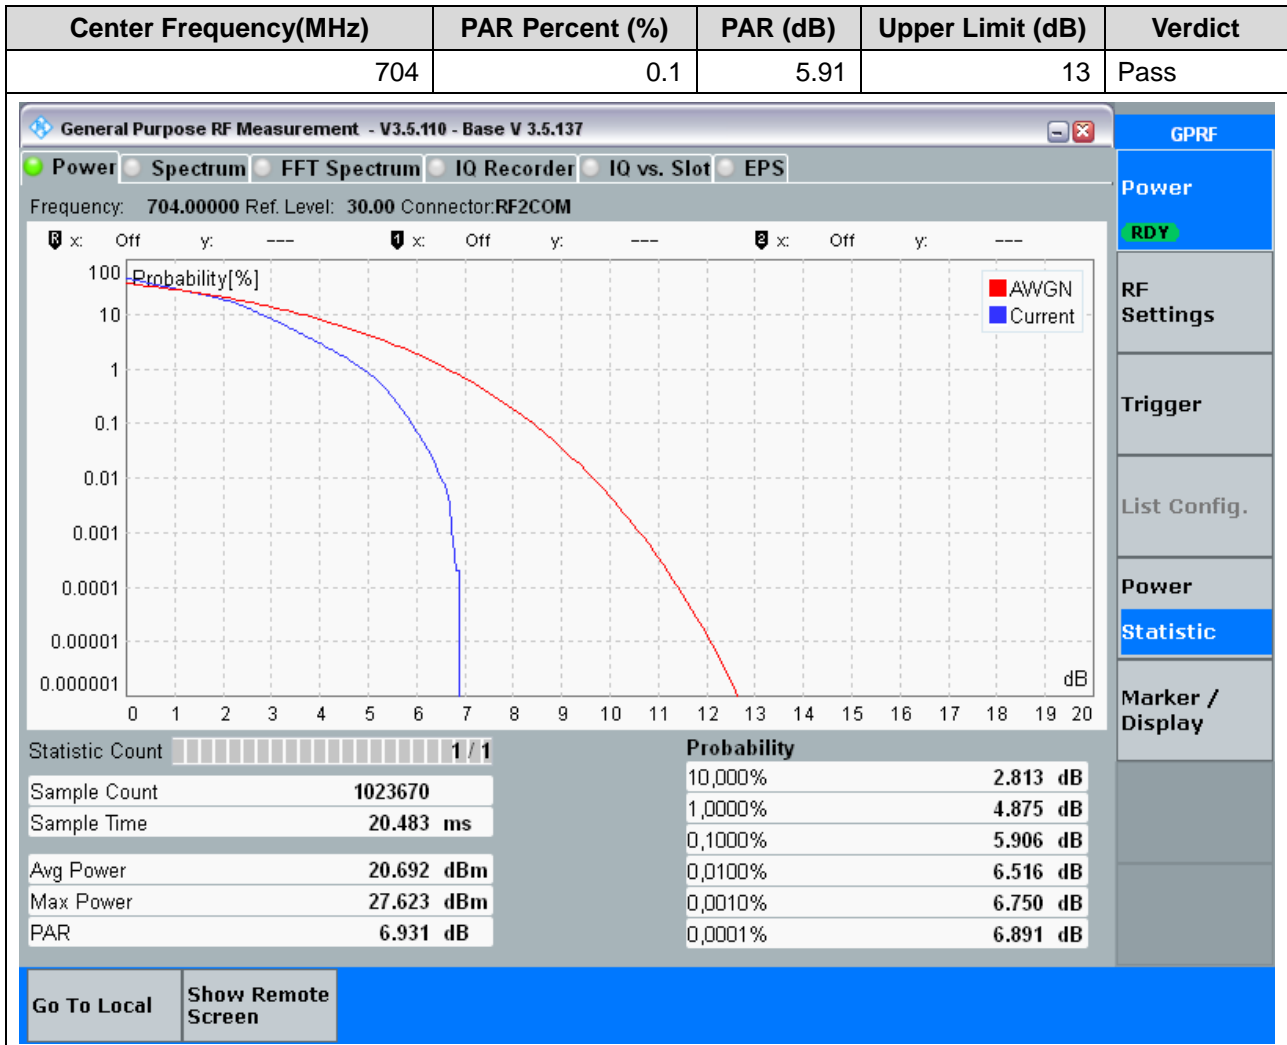 Center Frequency(MHz) PAR Percent (%) PAR (dB) Upper Limit (dB) Verdict
704 0.1 5.91 13 Pass
General Purpose RF Measurement - V3.5.110 - Base V 3.5.137
GPRF
Power Spectrum FFT Spectrum IQ Recorder IQ vs. Slot EPS
Power
RDY
Frequency: 704.00000 Ref. Level: 30.00 Connector:RF2COM
R x: Off y: --- 1 x: Off y: --- 2 x: Off y: ---
Probability[%]
100
10
1
0.1
0.01
0.001
0.0001
0.00001
0.000001
AWGN
Current
dB
0 1 2 3 4 5 6 7 8 9 10 11 12 13 14 15 16 17 18 19 20
RF
Settings
Trigger
List Config.
Power
Statistic
Marker /
Display
Statistic Count 1 / 1
Sample Count 1023670
Sample Time 20.483 ms
Avg Power 20.692 dBm
Max Power 27.623 dBm
PAR 6.931 dB
Probability
10,000% 2.813 dB
1,0000% 4.875 dB
0,1000% 5.906 dB
0,0100% 6.516 dB
0,0010% 6.750 dB
0,0001% 6.891 dB
Go To Local
Show Remote
Screen